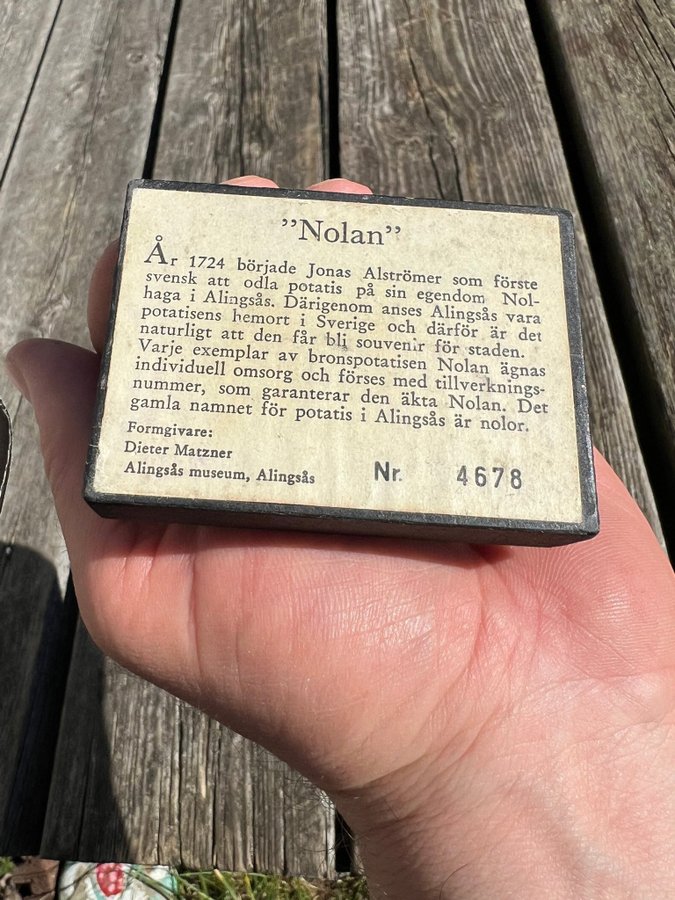 ”Nolan”
År 1724 började Jonas Alströmer som förste
svensk att odla potatis på sin egendom Nol-
haga i Alingsås. Därigenom anses Alingsås vara
potatisens hemort i Sverige och därför är det
naturligt att den får bli souvenir för staden.
Varje exemplar av bronspotatisen Nolan ägnas
individuell omsorg och förses med tillverknings-
nummer, som garanterar den äkta Nolan. Det
gamla namnet för potatis i Alingsås är nolor.
Formgivare:
Dieter Matzner
Alingsås museum, Alingsås
Nr. 4678